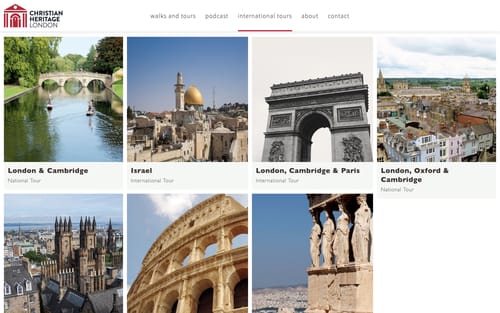 CHRISTIAN
HERITAGE
LONDON
walks and tours podcast international tours about contact
London & Cambridge
National Tour
Israel
International Tour
London, Cambridge & Paris
International Tour
London, Oxford &
Cambridge
National Tour